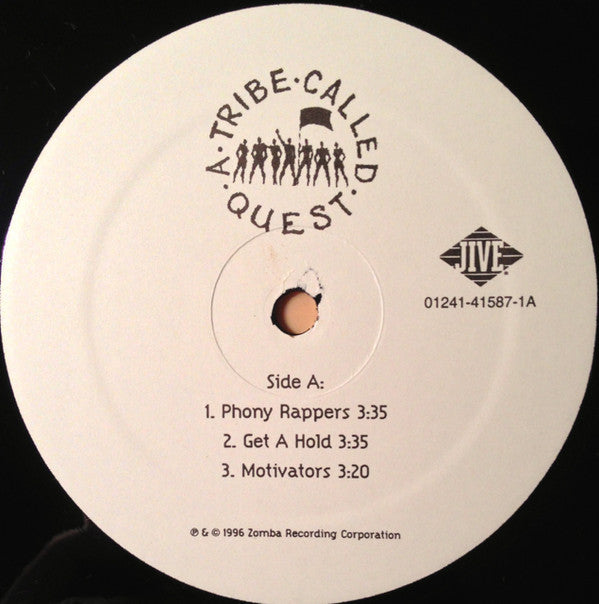 A·TRIBE·CALLED·QUEST·
JIVE
01241-41587-1A
Side A:
1. Phony Rappers 3:35
2. Get A Hold 3:35
3. Motivators 3:20
℗ & © 1996 Zomba Recording Corporation